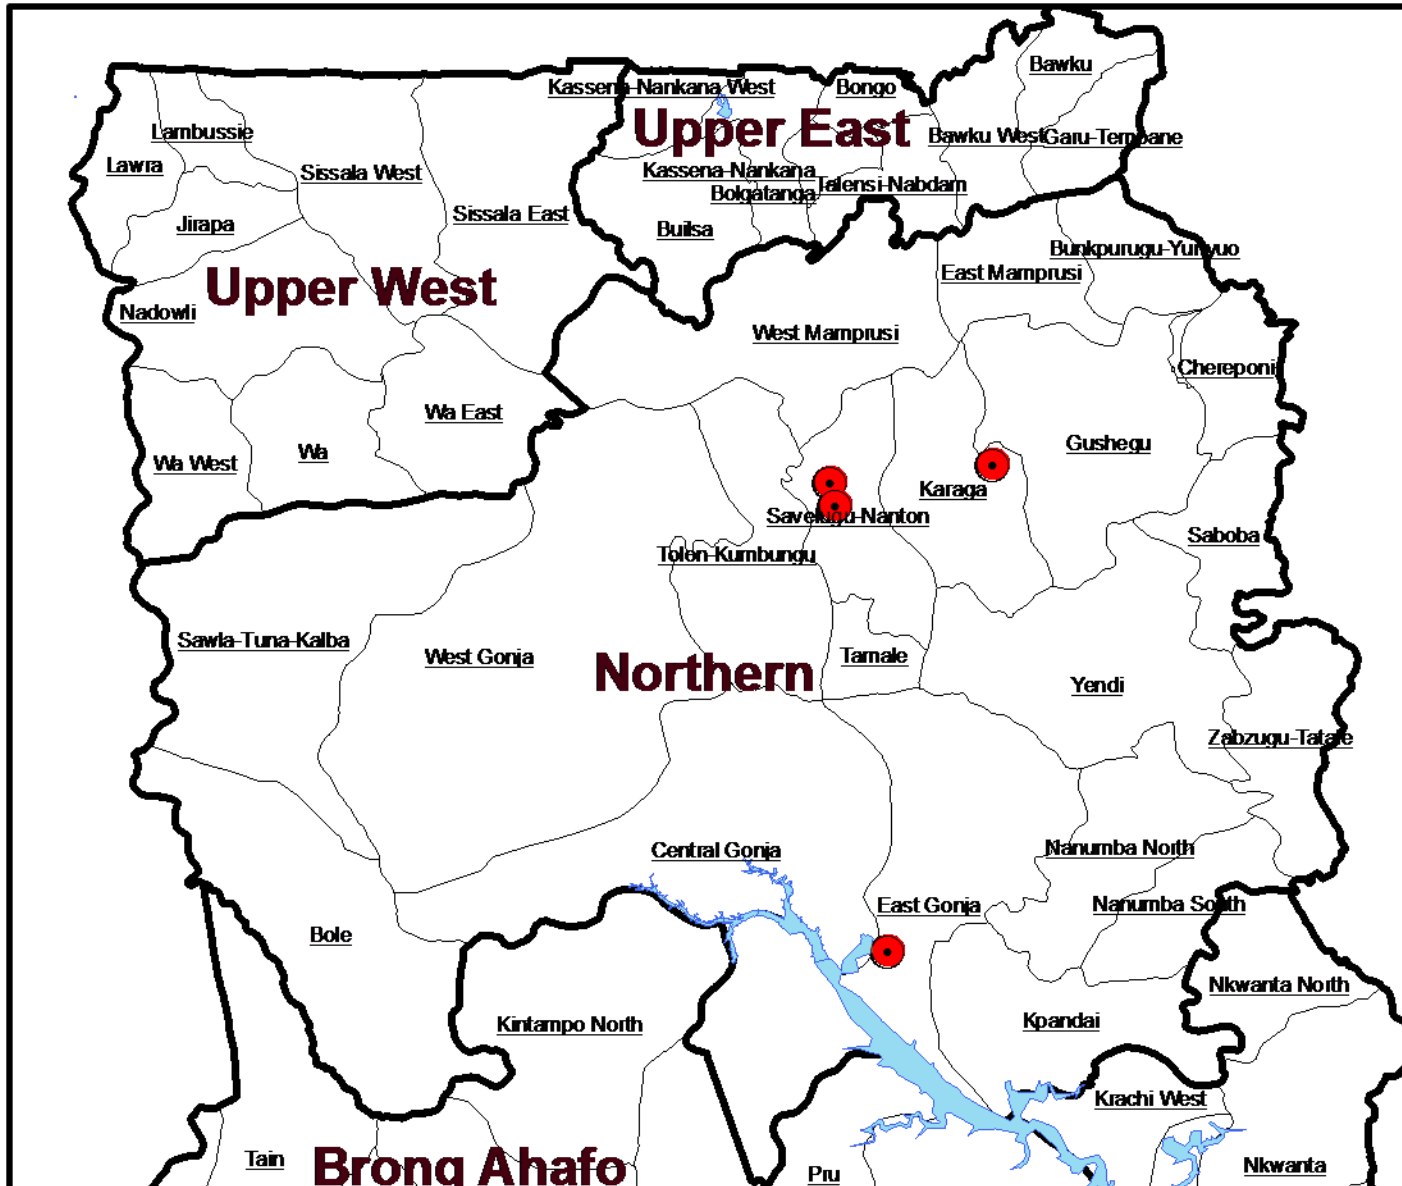 Bawku
Kassena-Nankana West
Bongo
Upper East
Lambussie
Bawku West
Garu-Tempane
Lawra
Sissala West
Kassena-Nankana
Talensi-Nabdam
Bolgatanga
Sissala East
Jirapa
Builsa
Bunkpurugu-Yunyuo
East Mamprusi
Upper West
Nadowli
West Mamprusi
Chereponi
Wa East
Gushegu
Wa
Wa West
Karaga
Savelugu-Nanton
Saboba
Tolon-Kumbungu
Sawla-Tuna-Kalba
West Gonja
Tamale
Northern
Yendi
Zabzugu-Tatale
Central Gonja
Nanumba North
East Gonja
Nanumba South
Bole
Nkwanta North
Kintampo North
Kpandai
Krachi West
Tain
Brong Ahafo
Pru
Nkwanta